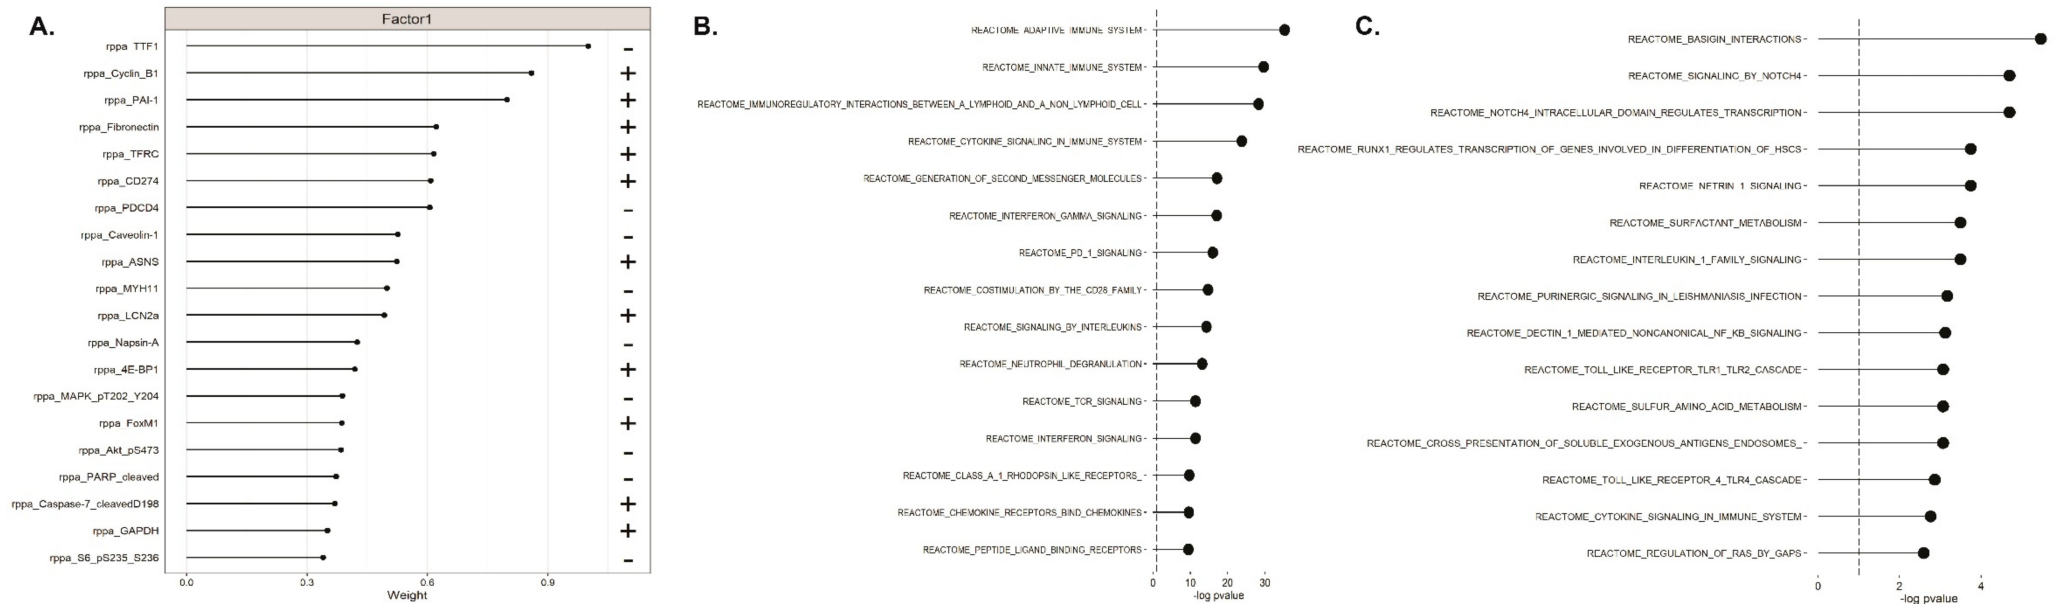 A.
Factor1
rppa_TTF1 -
rppa_Cyclin_B1 +
rppa_PAI-1 +
rppa_Fibronectin +
rppa_TFRC +
rppa_CD274 +
rppa_PDCD4 -
rppa_Caveolin-1 -
rppa_ASNS +
rppa_MYH11 -
rppa_LCN2a +
rppa_Napsin-A -
rppa_4E-BP1 +
rppa_MAPK_pT202_Y204 -
rppa_FoxM1 +
rppa_Akt_pS473 -
rppa_PARP_cleaved -
rppa_Caspase-7_cleavedD198 +
rppa_GAPDH +
rppa_S6_pS235_S236 -
0.0 0.3 0.6 0.9
Weight
B.
REACTOME_ADAPTIVE_IMMUNE_SYSTEM
REACTOME_INNATE_IMMUNE_SYSTEM
REACTOME_IMMUNOREGULATORY_INTERACTIONS_BETWEEN_A_LYMPHOID_AND_A_NON_LYMPHOID_CELL
REACTOME_CYTOKINE_SIGNALING_IN_IMMUNE_SYSTEM
REACTOME_GENERATION_OF_SECOND_MESSENGER_MOLECULES
REACTOME_INTERFERON_GAMMA_SIGNALING
REACTOME_PD_1_SIGNALING
REACTOME_COSTIMULATION_BY_THE_CD28_FAMILY
REACTOME_SIGNALING_BY_INTERLEUKINS
REACTOME_NEUTROPHIL_DEGRANULATION
REACTOME_TCR_SIGNALING
REACTOME_INTERFERON_SIGNALING
REACTOME_CLASS_A_1_RHODOPSIN_LIKE_RECEPTORS_
REACTOME_CHEMOKINE_RECEPTORS_BIND_CHEMOKINES
REACTOME_PEPTIDE_LIGAND_BINDING_RECEPTORS
0 10 20 30
-log pvalue
C.
REACTOME_BASIGIN_INTERACTIONS
REACTOME_SIGNALING_BY_NOTCH4
REACTOME_NOTCH4_INTRACELLULAR_DOMAIN_REGULATES_TRANSCRIPTION
REACTOME_RUNX1_REGULATES_TRANSCRIPTION_OF_GENES_INVOLVED_IN_DIFFERENTIATION_OF_HSCS
REACTOME_NETRIN_1_SIGNALING
REACTOME_SURFACTANT_METABOLISM
REACTOME_INTERLEUKIN_1_FAMILY_SIGNALING
REACTOME_PURINERGIC_SIGNALING_IN_LEISHMANIASIS_INFECTION
REACTOME_DECTIN_1_MEDIATED_NONCANONICAL_NF_KB_SIGNALING
REACTOME_TOLL_LIKE_RECEPTOR_TLR1_TLR2_CASCADE
REACTOME_SULFUR_AMINO_ACID_METABOLISM
REACTOME_CROSS_PRESENTATION_OF_SOLUBLE_EXOGENOUS_ANTIGENS_ENDOSOMES_
REACTOME_TOLL_LIKE_RECEPTOR_4_TLR4_CASCADE
REACTOME_CYTOKINE_SIGNALING_IN_IMMUNE_SYSTEM
REACTOME_REGULATION_OF_RAS_BY_GAPS
0 2 4
-log pvalue